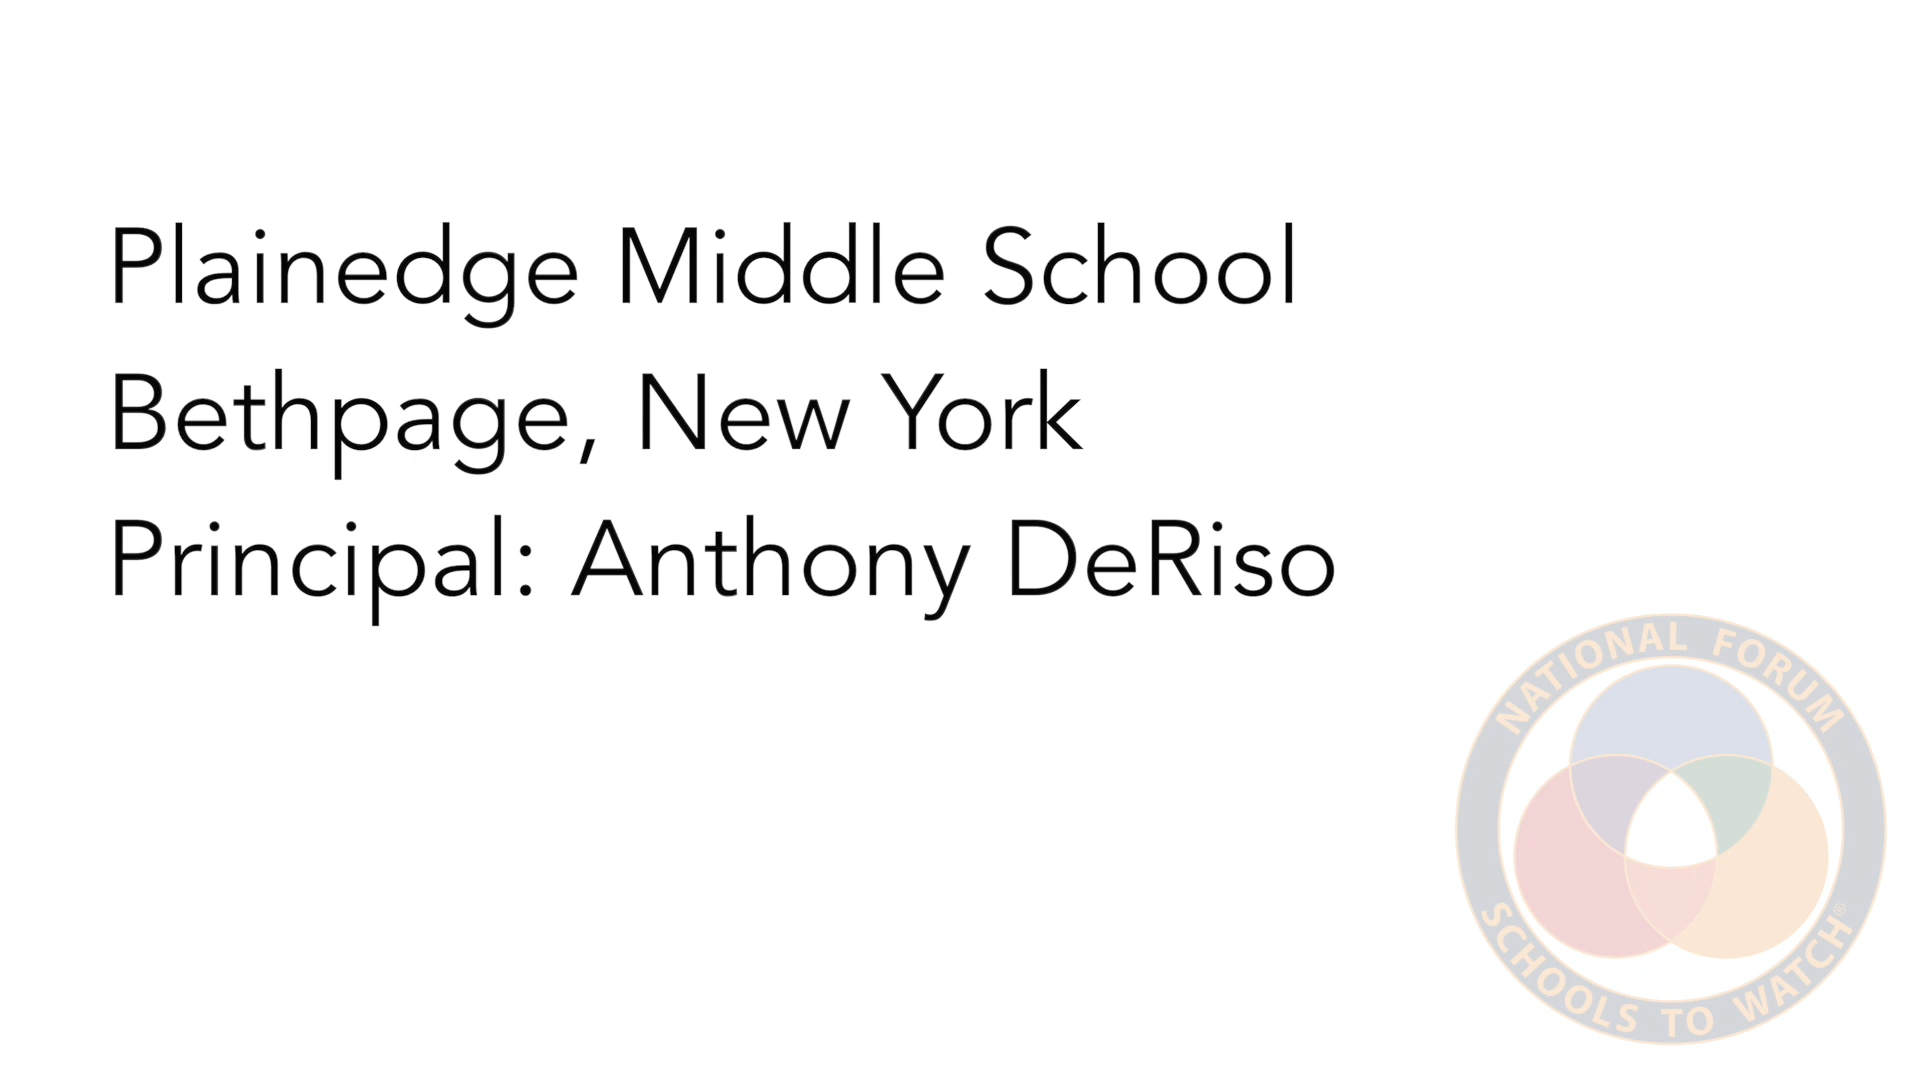 Plainedge Middle School
Bethpage, New York
Principal: Anthony DeRiso
NATIONAL FORUM
SCHOOLS TO WATCH®